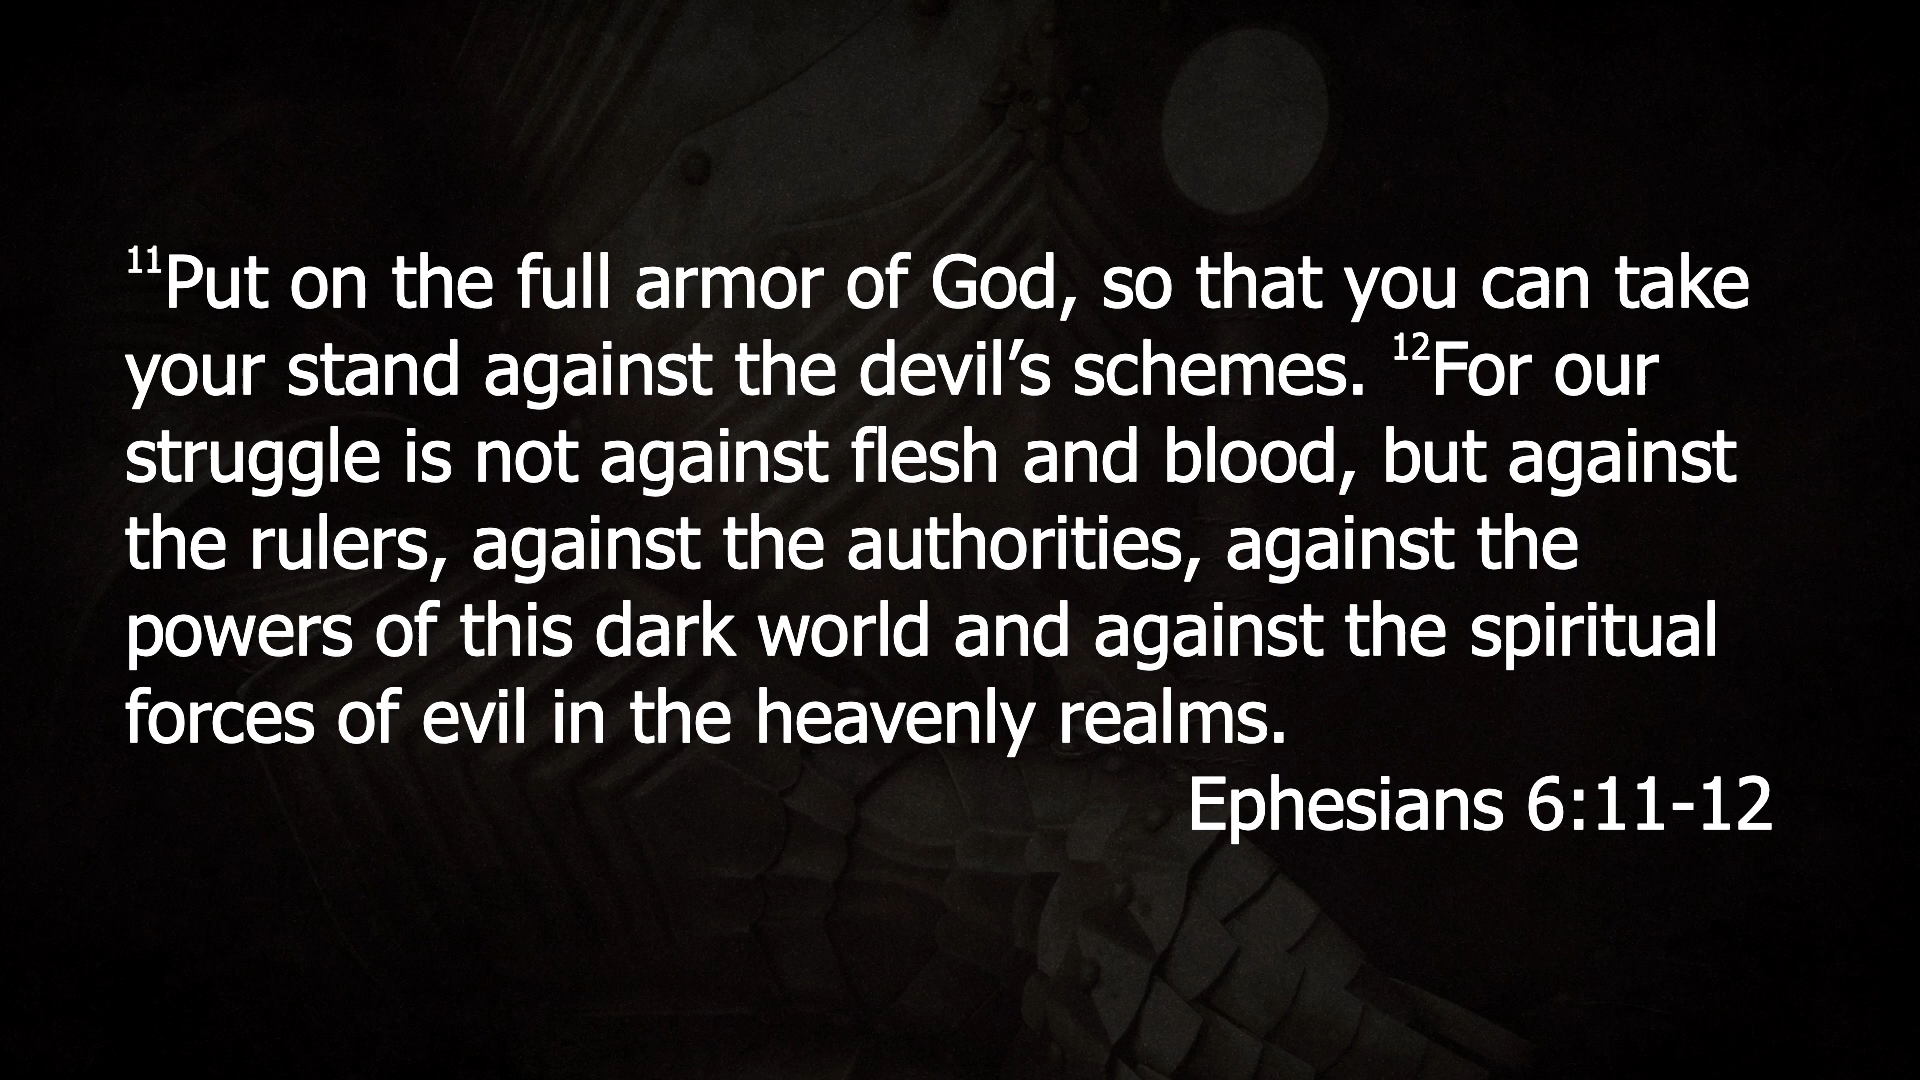 ¹¹Put on the full armor of God, so that you can take
your stand against the devil’s schemes. ¹²For our
struggle is not against flesh and blood, but against
the rulers, against the authorities, against the
powers of this dark world and against the spiritual
forces of evil in the heavenly realms.
Ephesians 6:11-12